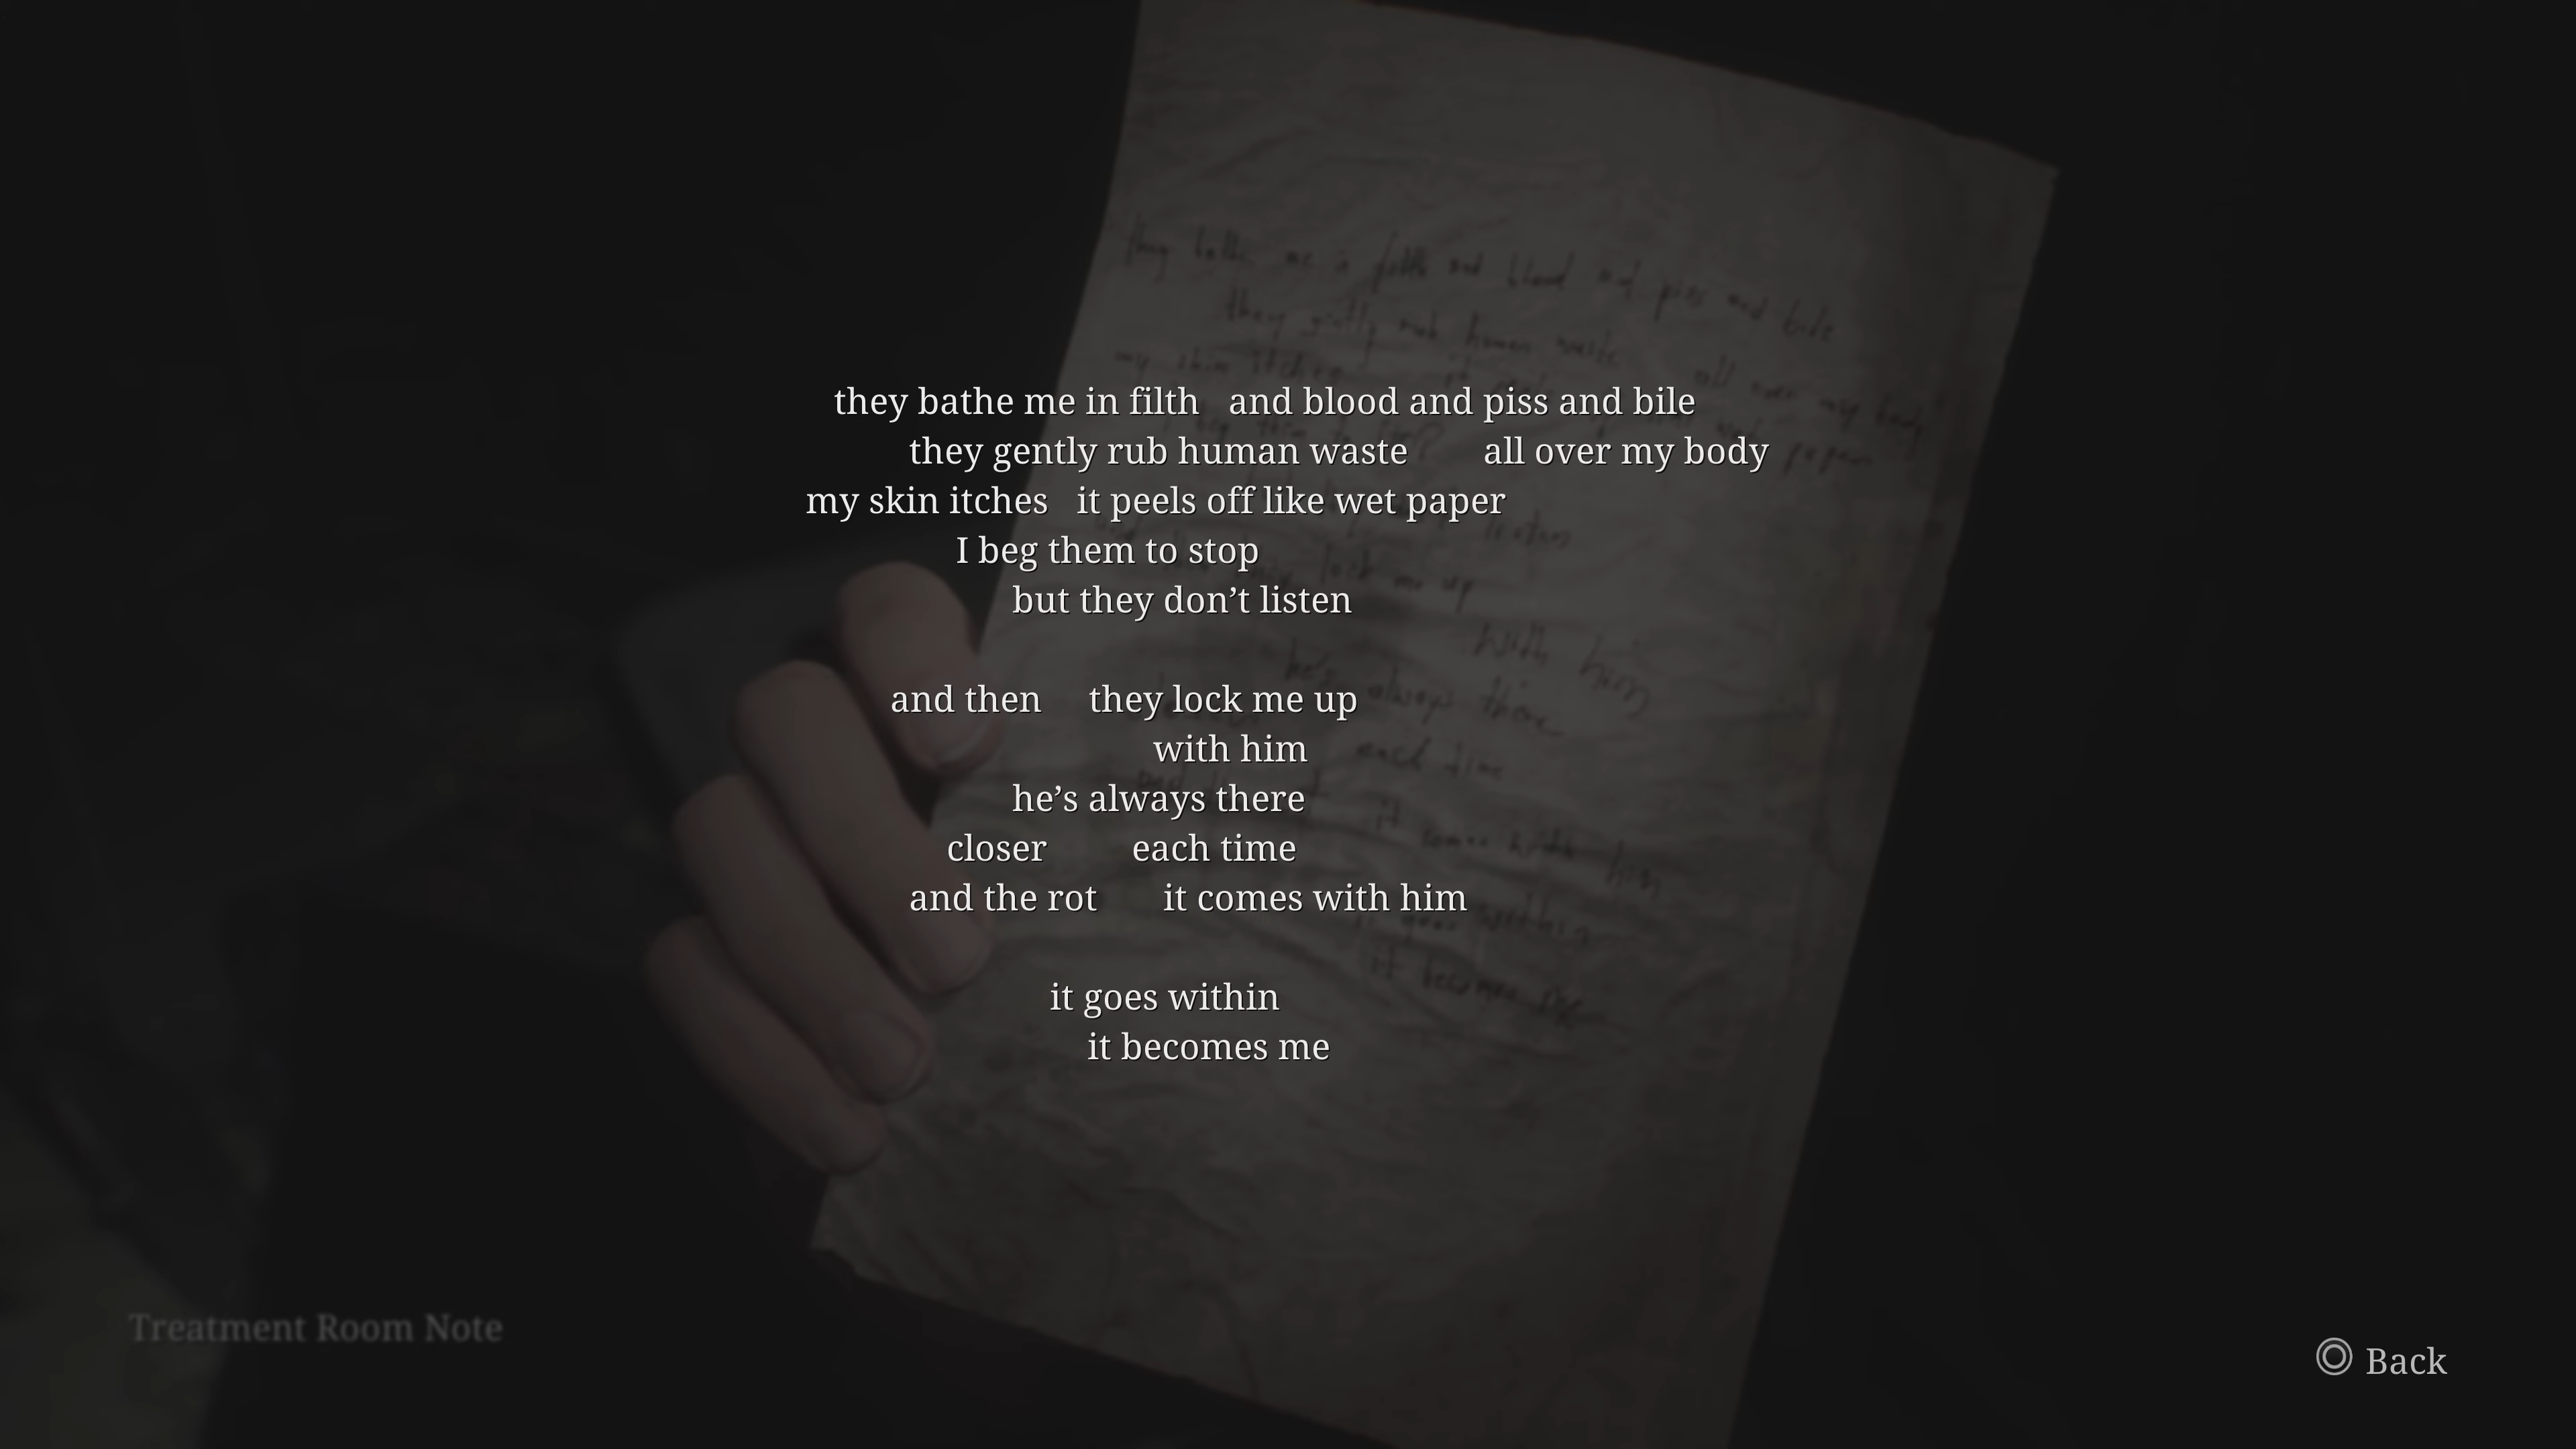 they bathe me in filth   and blood and piss and bile
they gently rub human waste        all over my body
my skin itches   it peels off like wet paper
I beg them to stop
but they don’t listen
and then     they lock me up
with him
he’s always there
closer         each time
and the rot       it comes with him
it goes within
it becomes me
Treatment Room Note
Back